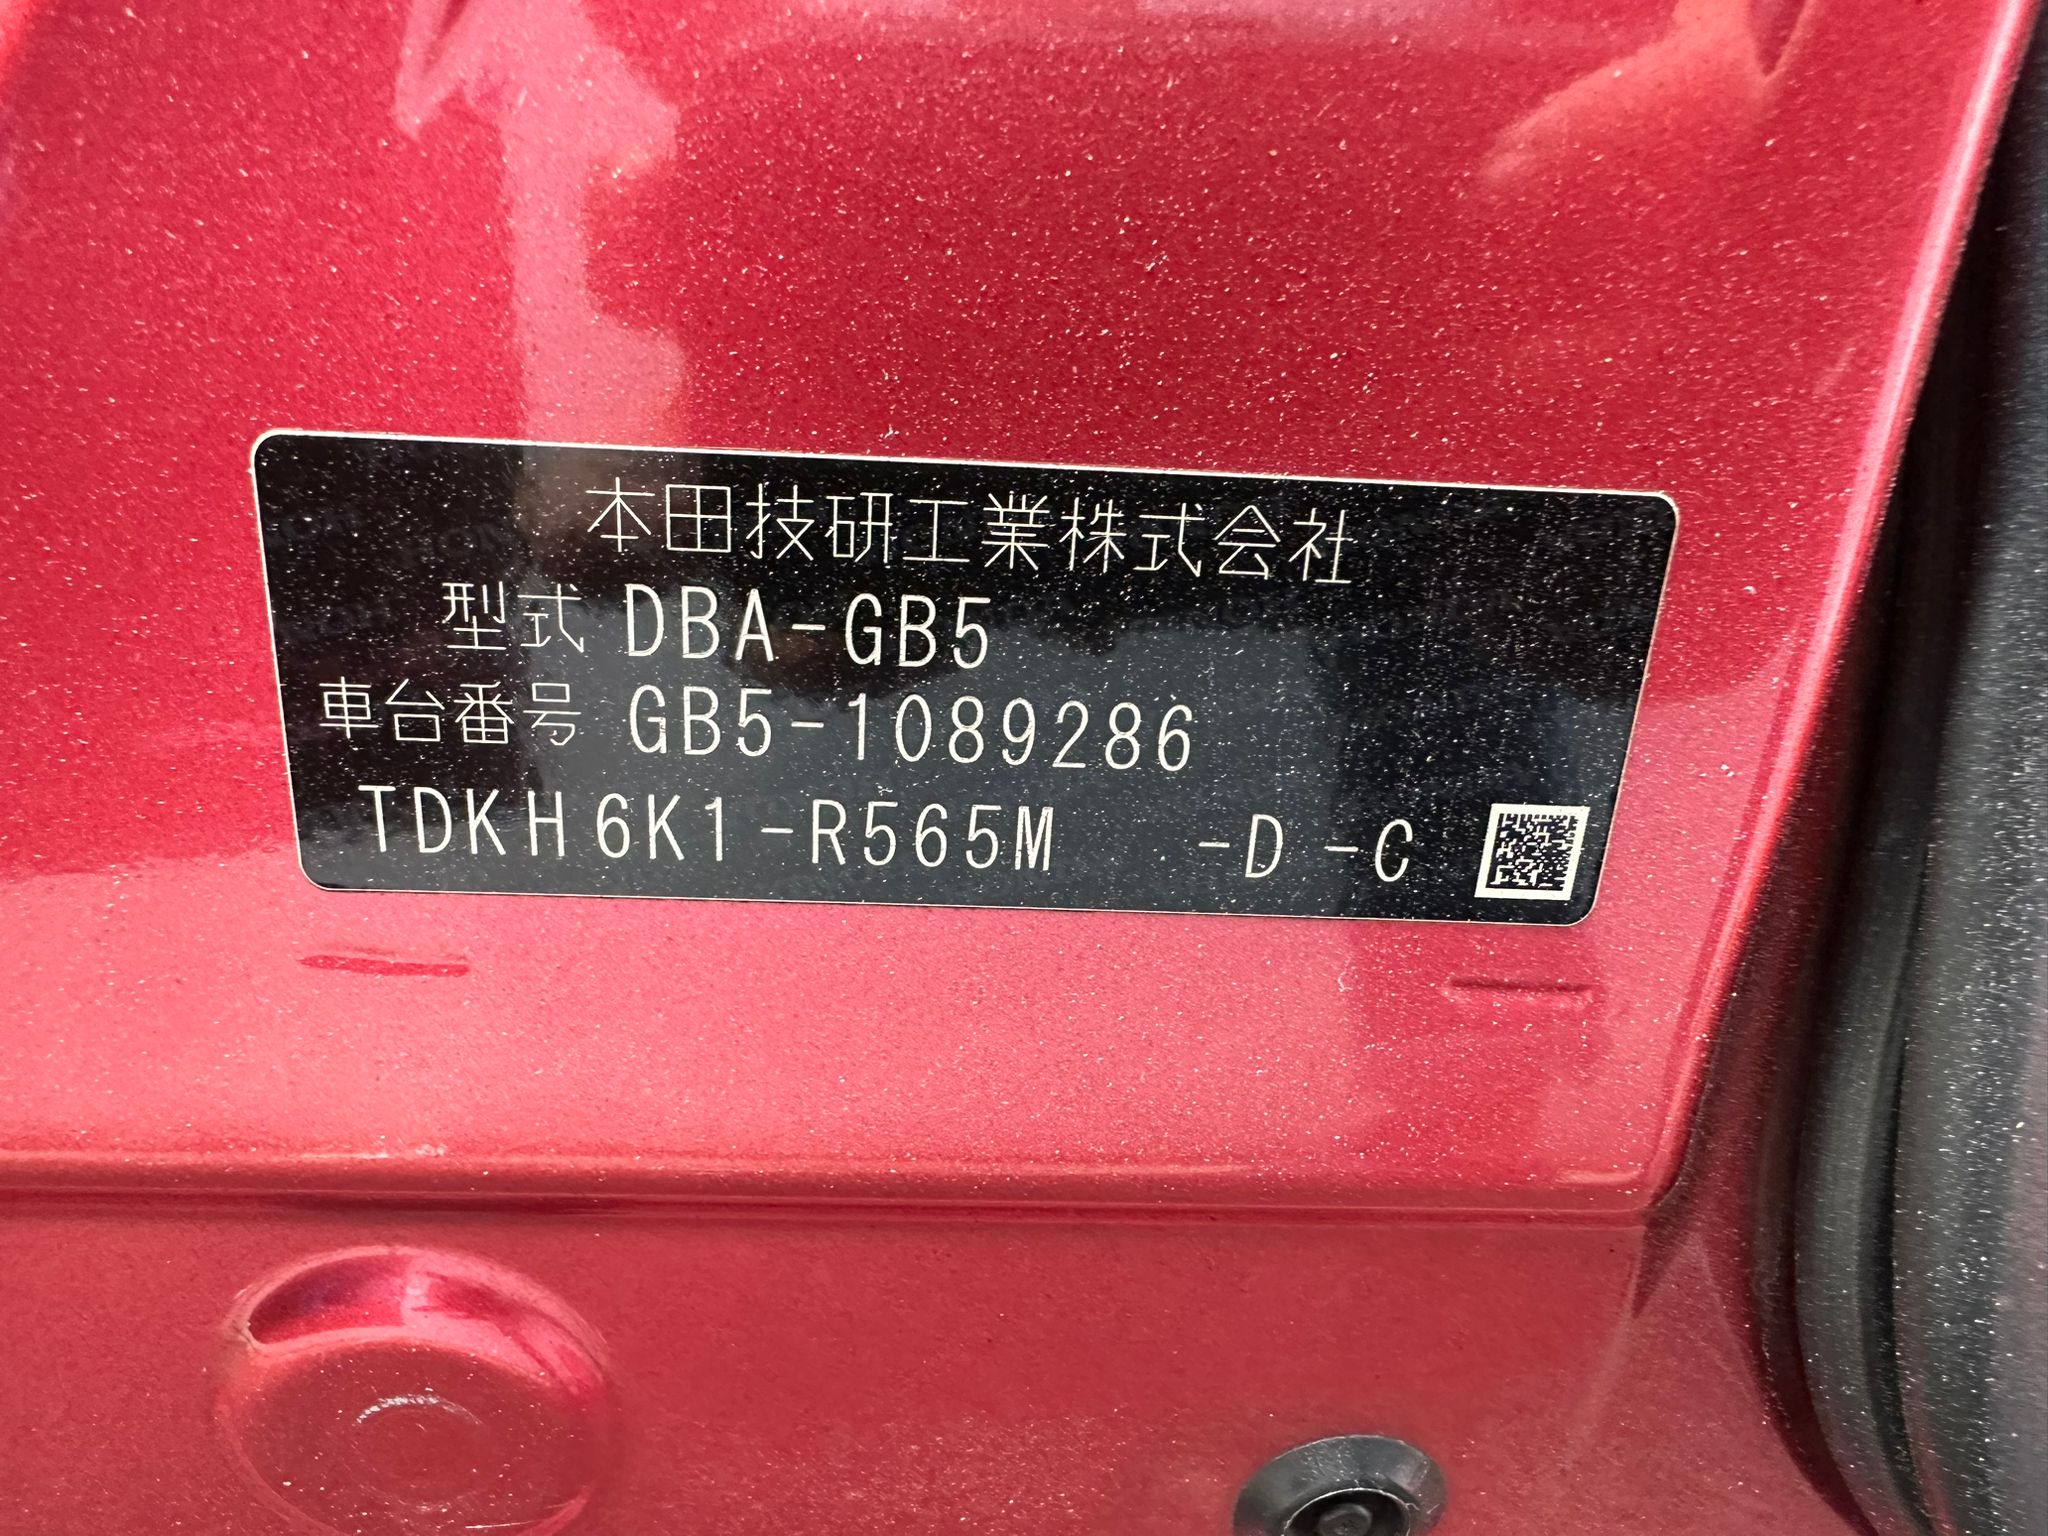 本田技研工業株式会社
型式 DBA-GB5
車台番号 GB5-1089286
TDKH6K1-R565M -D -C